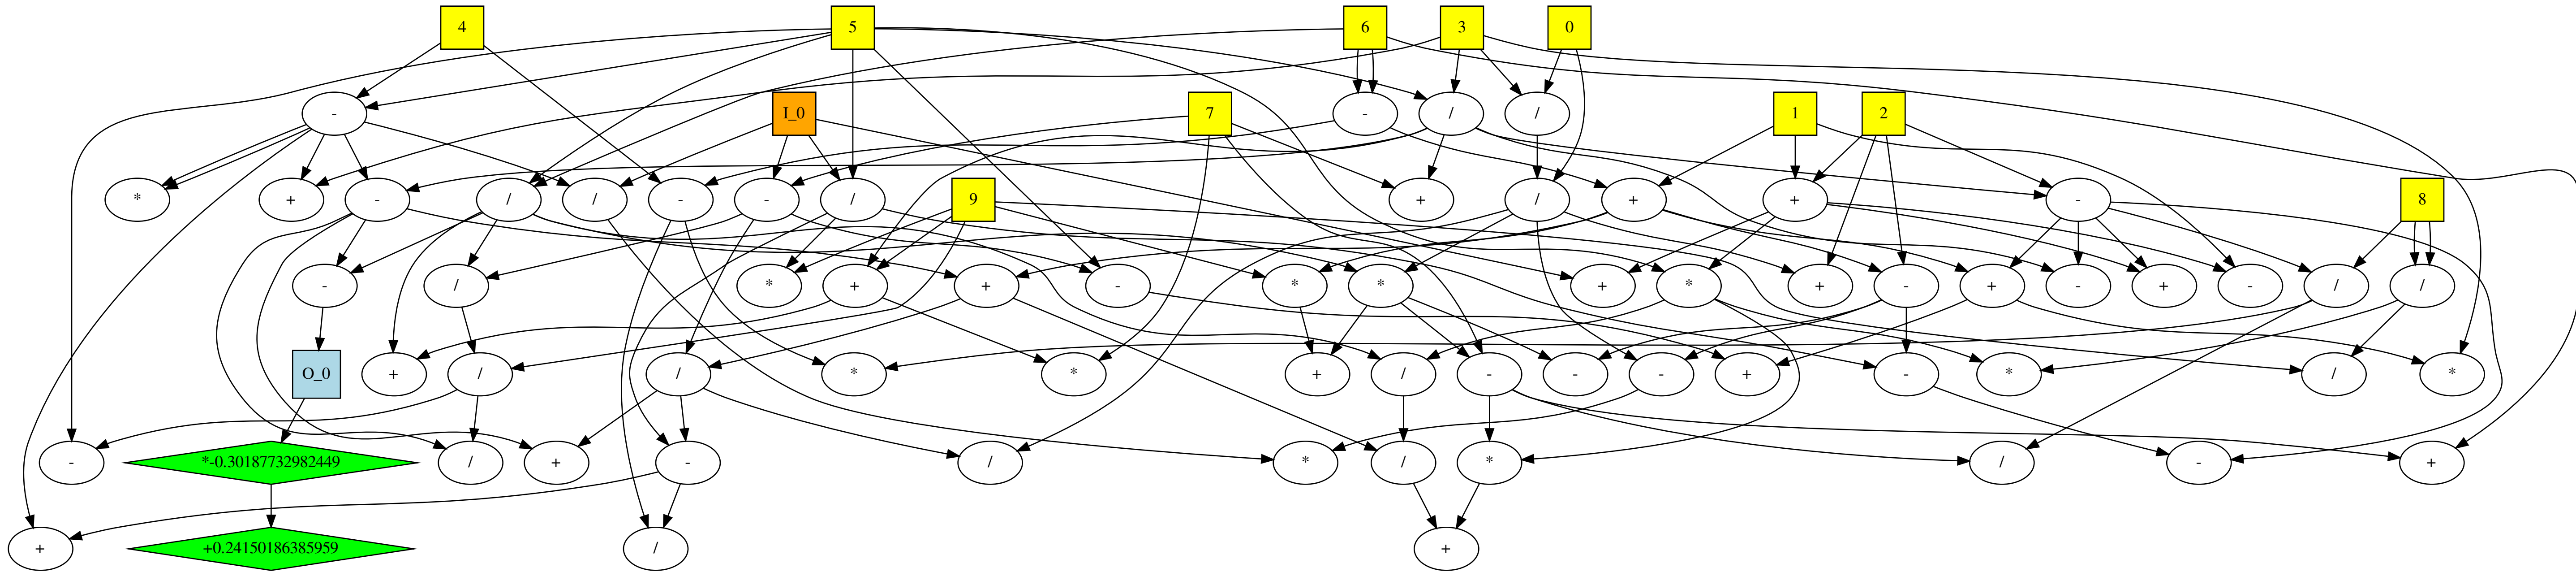 4 5 6 3 0
- I_0 7 - / / 1 2
* + - / / - - / 9 + / + + - 8
- / * + + - * * + * + - + - + - / /
O_0 + / / * * + / - - - + - * / *
- *-0.30187732982449 / + - / * / * / - +
+ +0.24150186385959 / +